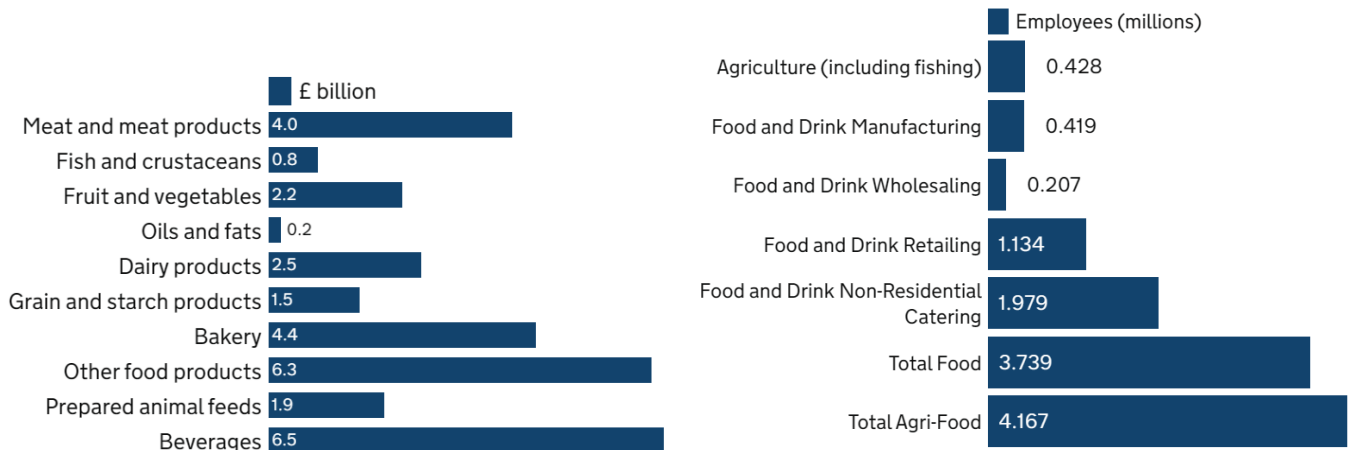 £ billion
Meat and meat products 4.0
Fish and crustaceans 0.8
Fruit and vegetables 2.2
Oils and fats 0.2
Dairy products 2.5
Grain and starch products 1.5
Bakery 4.4
Other food products 6.3
Prepared animal feeds 1.9
Beverages 6.5
Employees (millions)
Agriculture (including fishing) 0.428
Food and Drink Manufacturing 0.419
Food and Drink Wholesaling 0.207
Food and Drink Retailing 1.134
Food and Drink Non-Residential
Catering 1.979
Total Food 3.739
Total Agri-Food 4.167